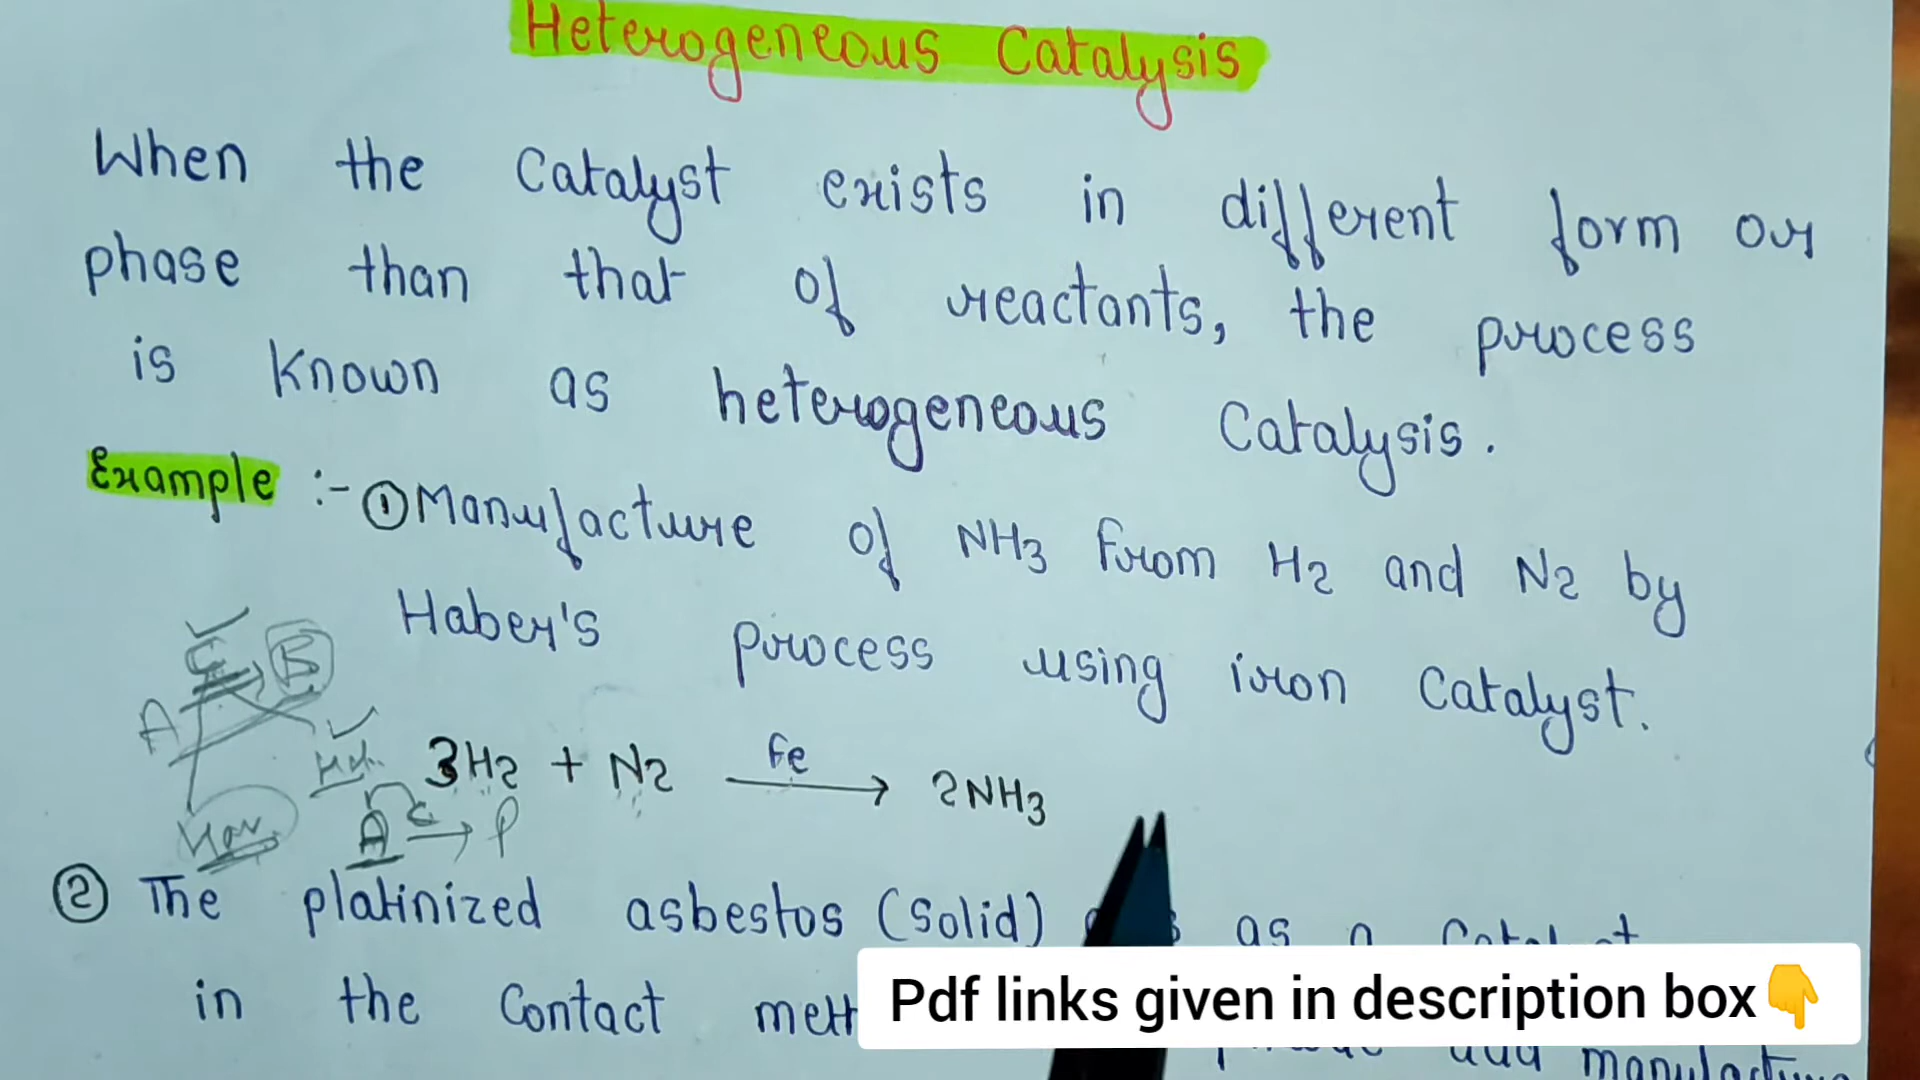 Heterogeneous Catalysis
When the Catalyst exists in different form or
phase than that of reactants, the process
is known as heterogeneous Catalysis.
Example :- ① Manufacture of NH3 from H2 and N2 by
Haber's process using iron Catalyst.
C B
A
Het.
3H2 + N2 Fe → 2NH3
A C → P
② The platinized asbestos (Solid) as a Catalyst
in the Contact
Pdf links given in description box👇